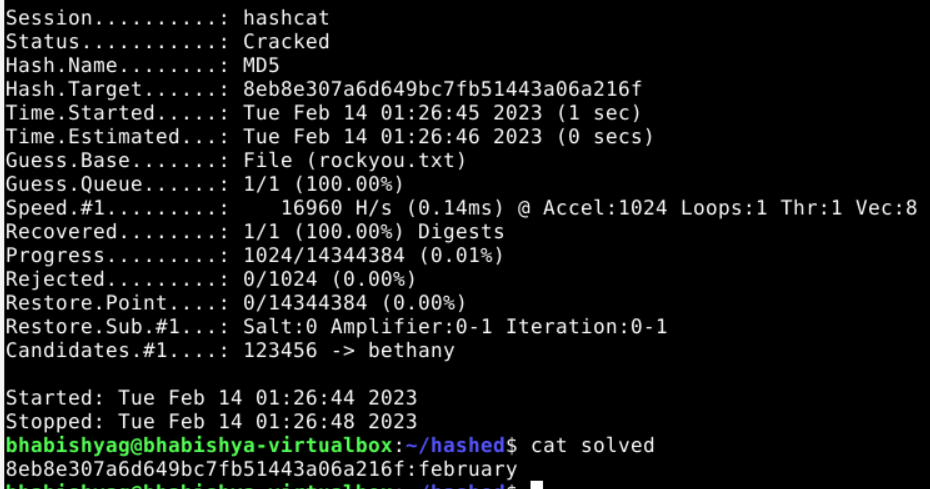 Session..........: hashcat
Status...........: Cracked
Hash.Name........: MD5
Hash.Target......: 8eb8e307a6d649bc7fb51443a06a216f
Time.Started.....: Tue Feb 14 01:26:45 2023 (1 sec)
Time.Estimated...: Tue Feb 14 01:26:46 2023 (0 secs)
Guess.Base.......: File (rockyou.txt)
Guess.Queue......: 1/1 (100.00%)
Speed.#1.........:    16960 H/s (0.14ms) @ Accel:1024 Loops:1 Thr:1 Vec:8
Recovered........: 1/1 (100.00%) Digests
Progress.........: 1024/14344384 (0.01%)
Rejected.........: 0/1024 (0.00%)
Restore.Point....: 0/14344384 (0.00%)
Restore.Sub.#1...: Salt:0 Amplifier:0-1 Iteration:0-1
Candidates.#1....: 123456 -> bethany
Started: Tue Feb 14 01:26:44 2023
Stopped: Tue Feb 14 01:26:48 2023
bhabishyag@bhabishya-virtualbox:~/hashed$ cat solved
8eb8e307a6d649bc7fb51443a06a216f:february
bhabishyag@bhabishya-virtualbox:~/hashed$